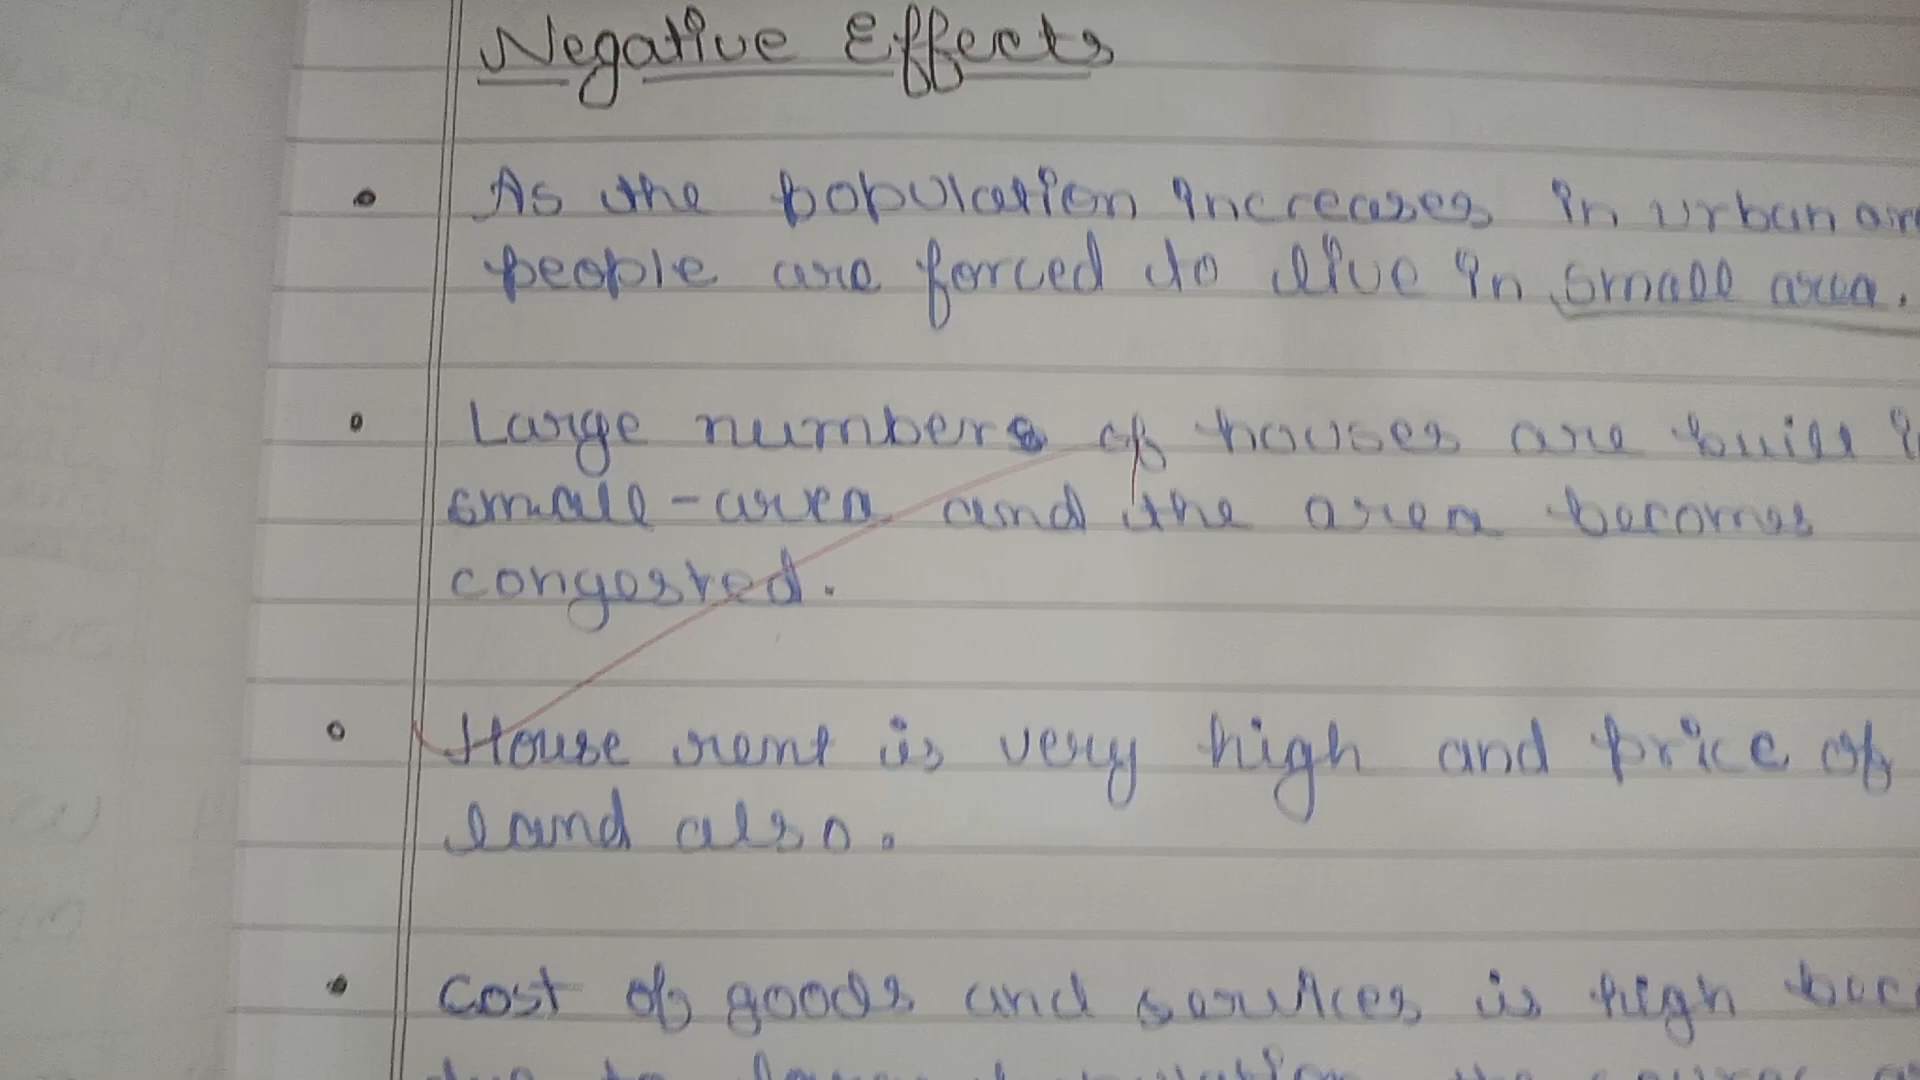 Negative Effects
As the population increases in urban
people are forced to live in small area.
Large numbers of houses are built
small-area and the area becomes
congested.
House rent is very high and price of
land also.
Cost of goods and services is high